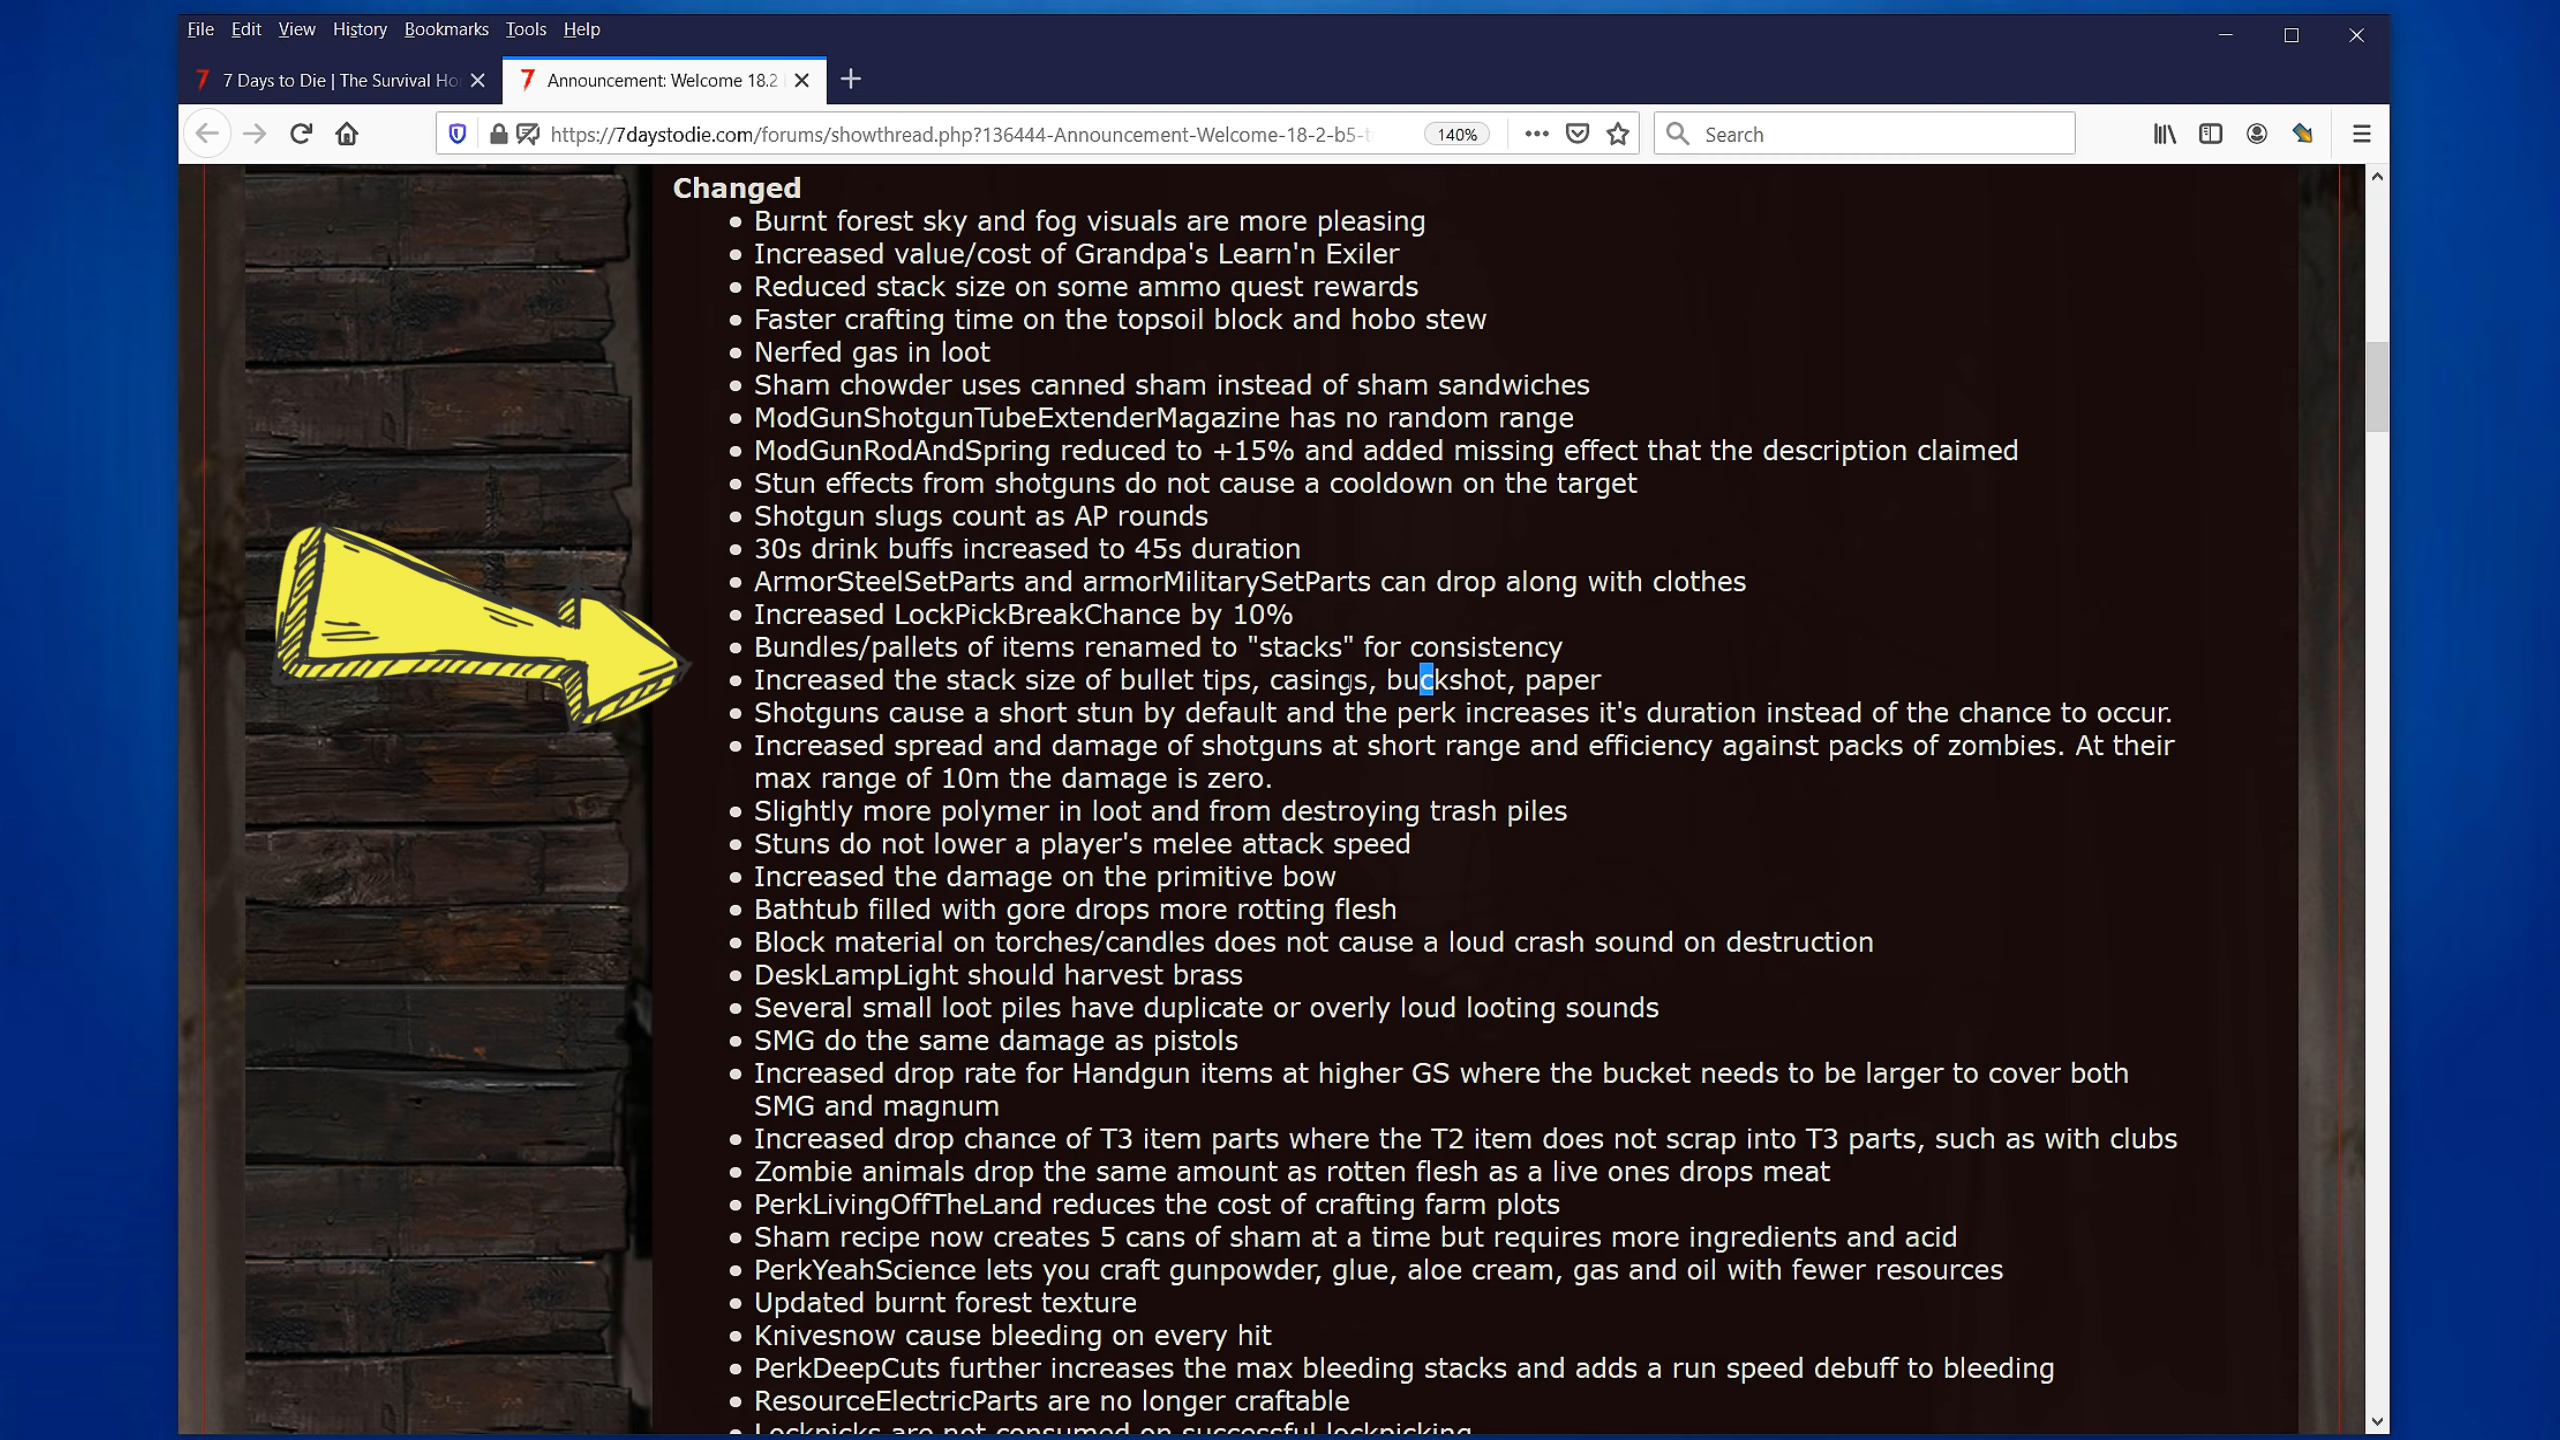 File Edit View History Bookmarks Tools Help
7 Days to Die | The Survival Ho
Announcement: Welcome 18.2
https://7daystodie.com/forums/showthread.php?136444-Announcement-Welcome-18-2-b5-t
140%
Search
Changed
• Burnt forest sky and fog visuals are more pleasing
• Increased value/cost of Grandpa's Learn'n Exiler
• Reduced stack size on some ammo quest rewards
• Faster crafting time on the topsoil block and hobo stew
• Nerfed gas in loot
• Sham chowder uses canned sham instead of sham sandwiches
• ModGunShotgunTubeExtenderMagazine has no random range
• ModGunRodAndSpring reduced to +15% and added missing effect that the description claimed
• Stun effects from shotguns do not cause a cooldown on the target
• Shotgun slugs count as AP rounds
• 30s drink buffs increased to 45s duration
• ArmorSteelSetParts and armorMilitarySetParts can drop along with clothes
• Increased LockPickBreakChance by 10%
• Bundles/pallets of items renamed to "stacks" for consistency
• Increased the stack size of bullet tips, casings, buckshot, paper
• Shotguns cause a short stun by default and the perk increases it's duration instead of the chance to occur.
• Increased spread and damage of shotguns at short range and efficiency against packs of zombies. At their
max range of 10m the damage is zero.
• Slightly more polymer in loot and from destroying trash piles
• Stuns do not lower a player's melee attack speed
• Increased the damage on the primitive bow
• Bathtub filled with gore drops more rotting flesh
• Block material on torches/candles does not cause a loud crash sound on destruction
• DeskLampLight should harvest brass
• Several small loot piles have duplicate or overly loud looting sounds
• SMG do the same damage as pistols
• Increased drop rate for Handgun items at higher GS where the bucket needs to be larger to cover both
SMG and magnum
• Increased drop chance of T3 item parts where the T2 item does not scrap into T3 parts, such as with clubs
• Zombie animals drop the same amount as rotten flesh as a live ones drops meat
• PerkLivingOffTheLand reduces the cost of crafting farm plots
• Sham recipe now creates 5 cans of sham at a time but requires more ingredients and acid
• PerkYeahScience lets you craft gunpowder, glue, aloe cream, gas and oil with fewer resources
• Updated burnt forest texture
• Knivesnow cause bleeding on every hit
• PerkDeepCuts further increases the max bleeding stacks and adds a run speed debuff to bleeding
• ResourceElectricParts are no longer craftable
• Lockpicks are not consumed on successful lockpicking